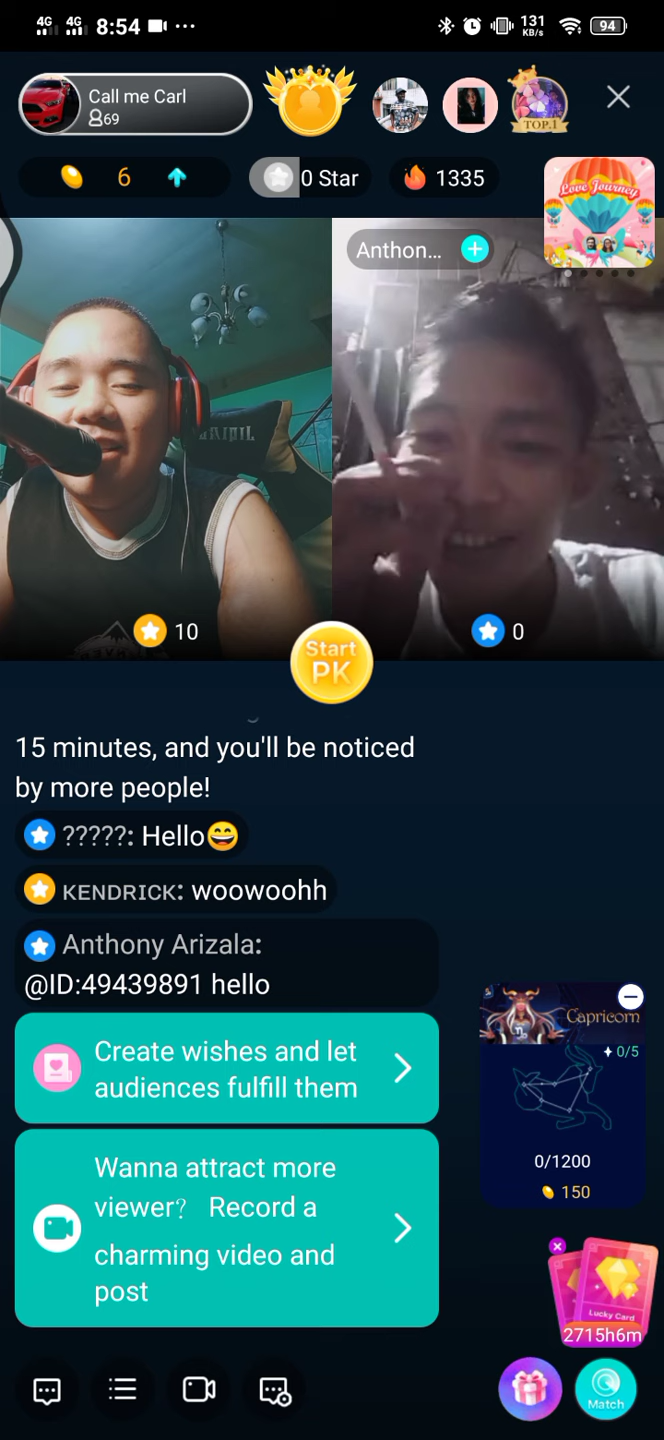 4G 4G 8:54 ... 131 KB/s 94
Call me Carl
69
TOP.1
6 0 Star 1335
Love Journey
Anthon...
10
0
Start
PK
15 minutes, and you'll be noticed
by more people!
?????: Hello😄
ᴋᴇɴᴅʀɪᴄᴋ: woowoohh
Anthony Arizala:
@ID:49439891 hello
Capricorn
0/5
0/1200
150
Create wishes and let
audiences fulfill them
Wanna attract more
viewer？ Record a
charming video and
post
Lucky Card
2715h6m
Match